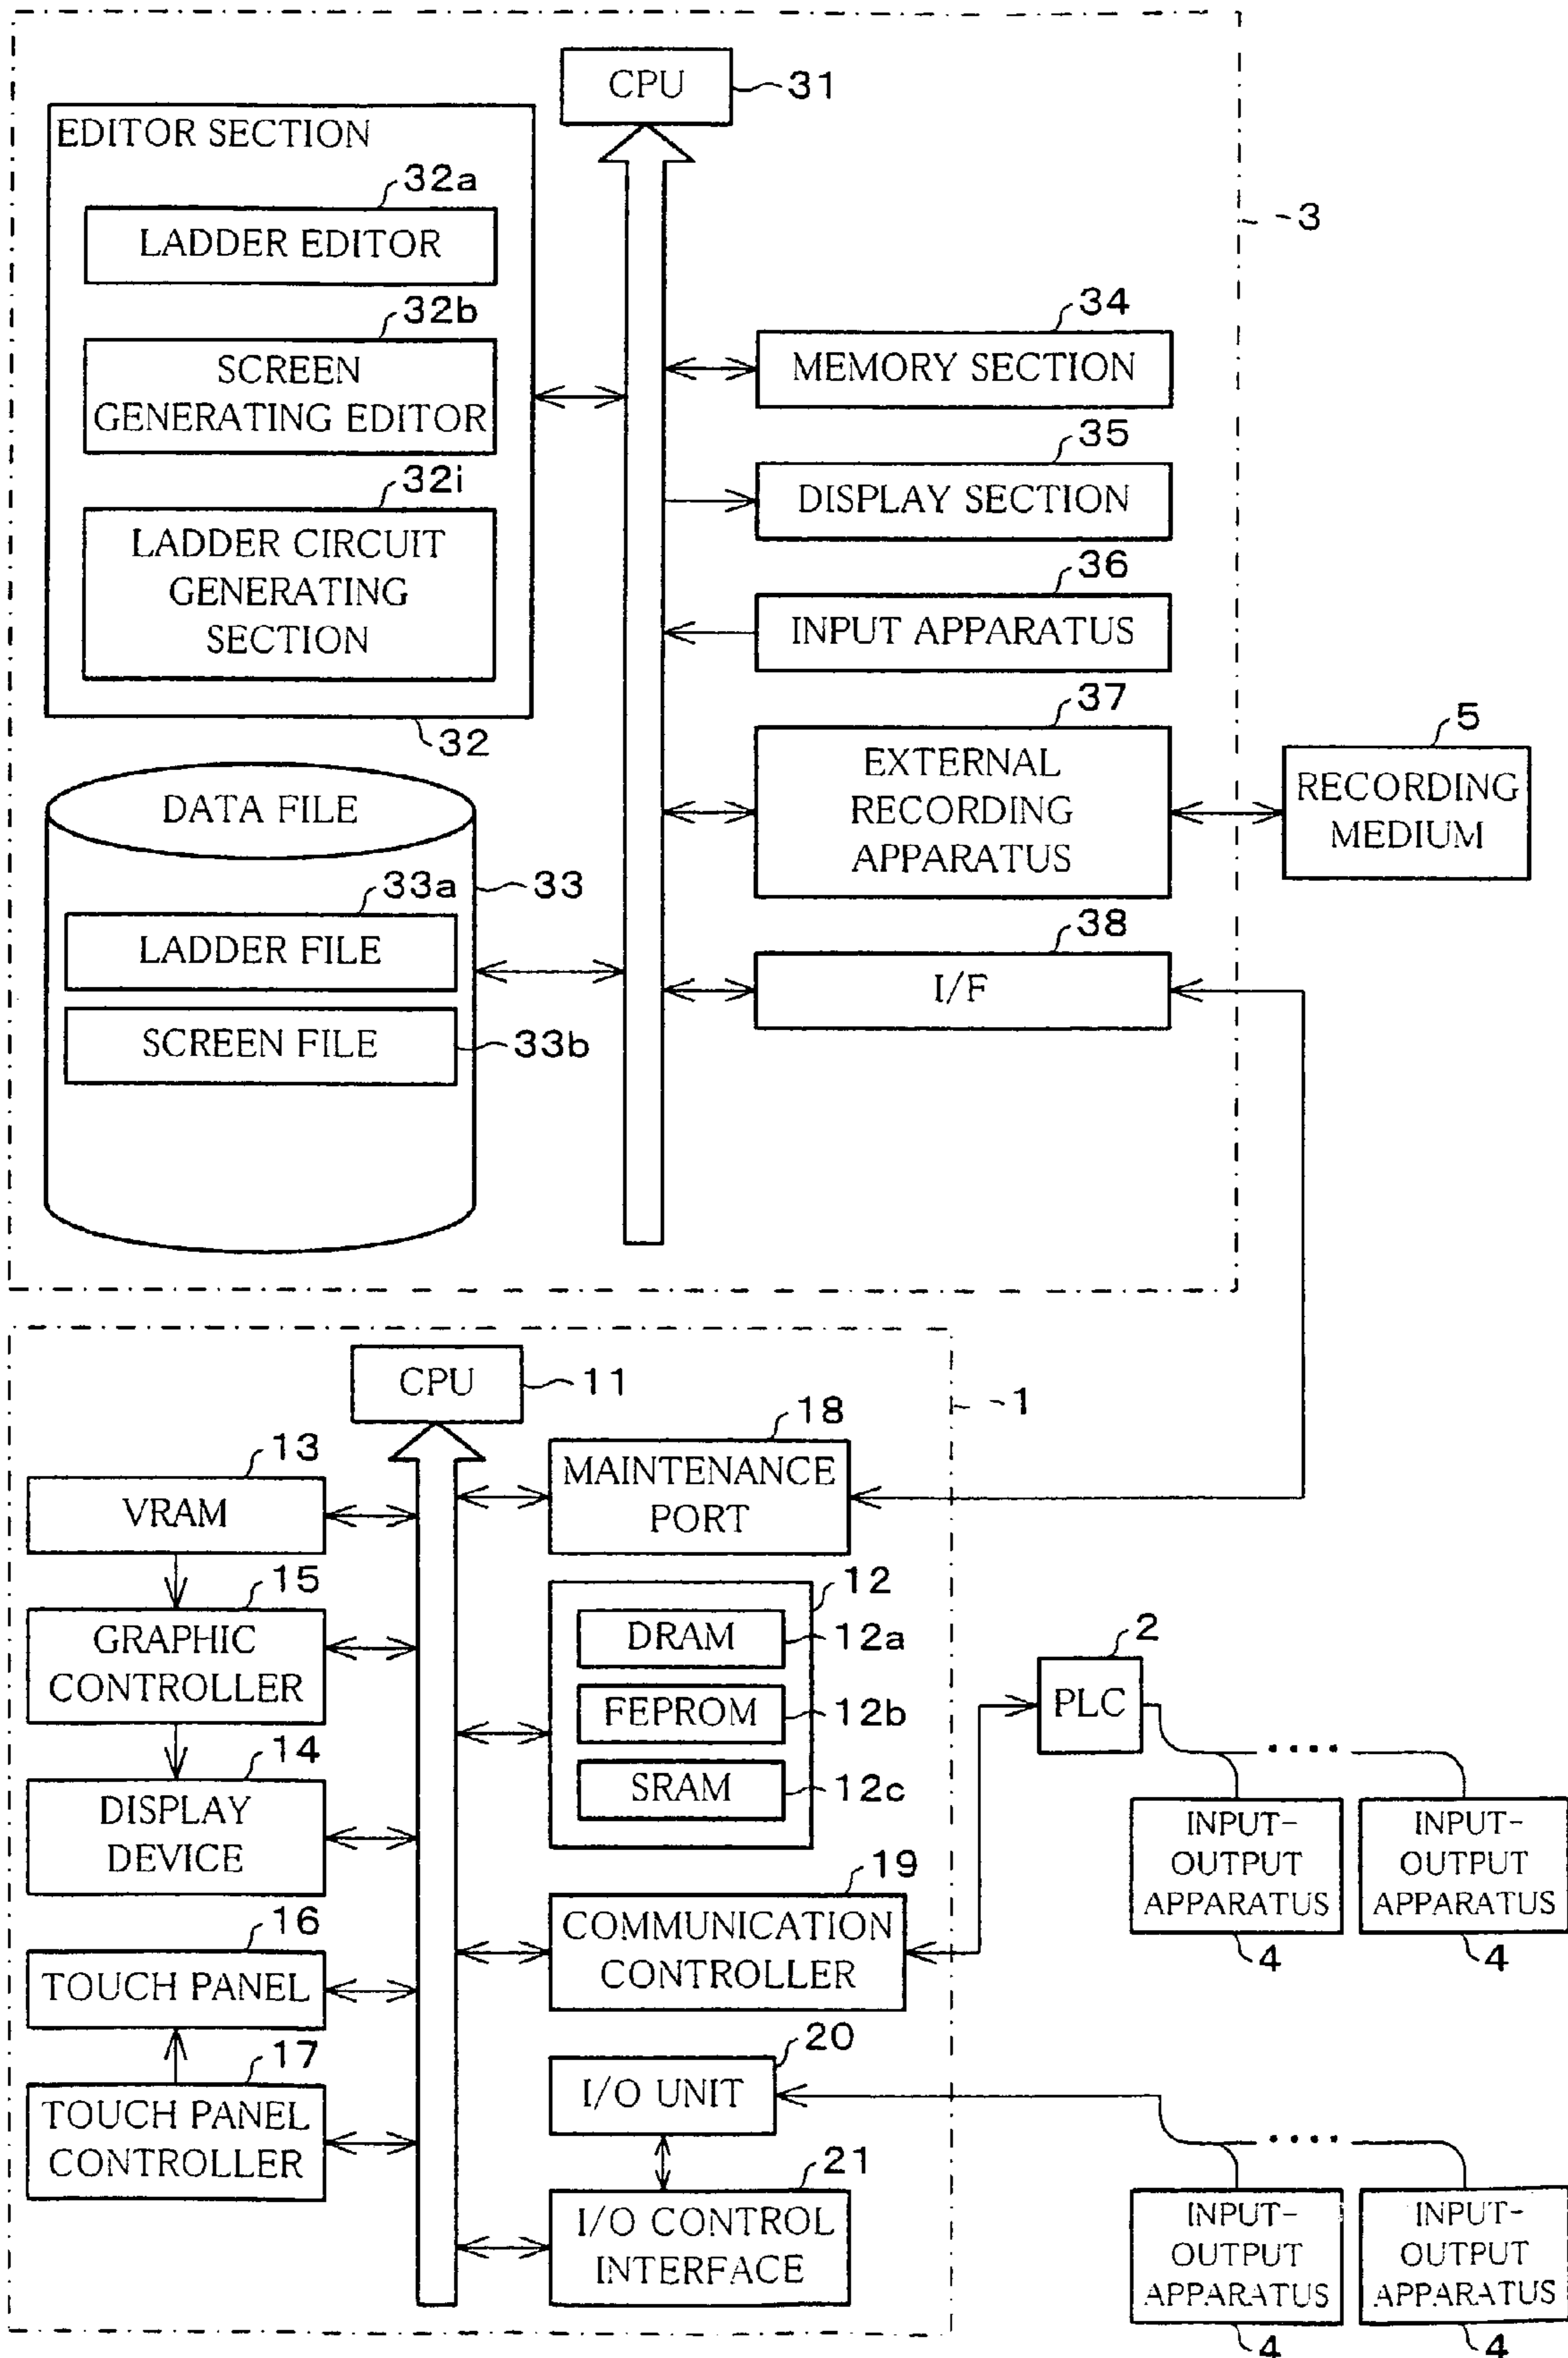 CPU
31
EDITOR SECTION
32a
LADDER EDITOR
32b
SCREEN
GENERATING EDITOR
32i
LADDER CIRCUIT
GENERATING
SECTION
32
3
34
MEMORY SECTION
35
DISPLAY SECTION
36
INPUT APPARATUS
37
EXTERNAL
RECORDING
APPARATUS
5
RECORDING
MEDIUM
38
I/F
DATA FILE
33
33a
LADDER FILE
SCREEN FILE
33b
CPU
11
1
13
VRAM
15
GRAPHIC
CONTROLLER
14
DISPLAY
DEVICE
16
TOUCH PANEL
17
TOUCH PANEL
CONTROLLER
18
MAINTENANCE
PORT
12
DRAM
12a
FEPROM
12b
SRAM
12c
19
COMMUNICATION
CONTROLLER
20
I/O UNIT
21
I/O CONTROL
INTERFACE
2
PLC
····
INPUT-
OUTPUT
APPARATUS
4
INPUT-
OUTPUT
APPARATUS
4
····
INPUT-
OUTPUT
APPARATUS
4
INPUT-
OUTPUT
APPARATUS
4